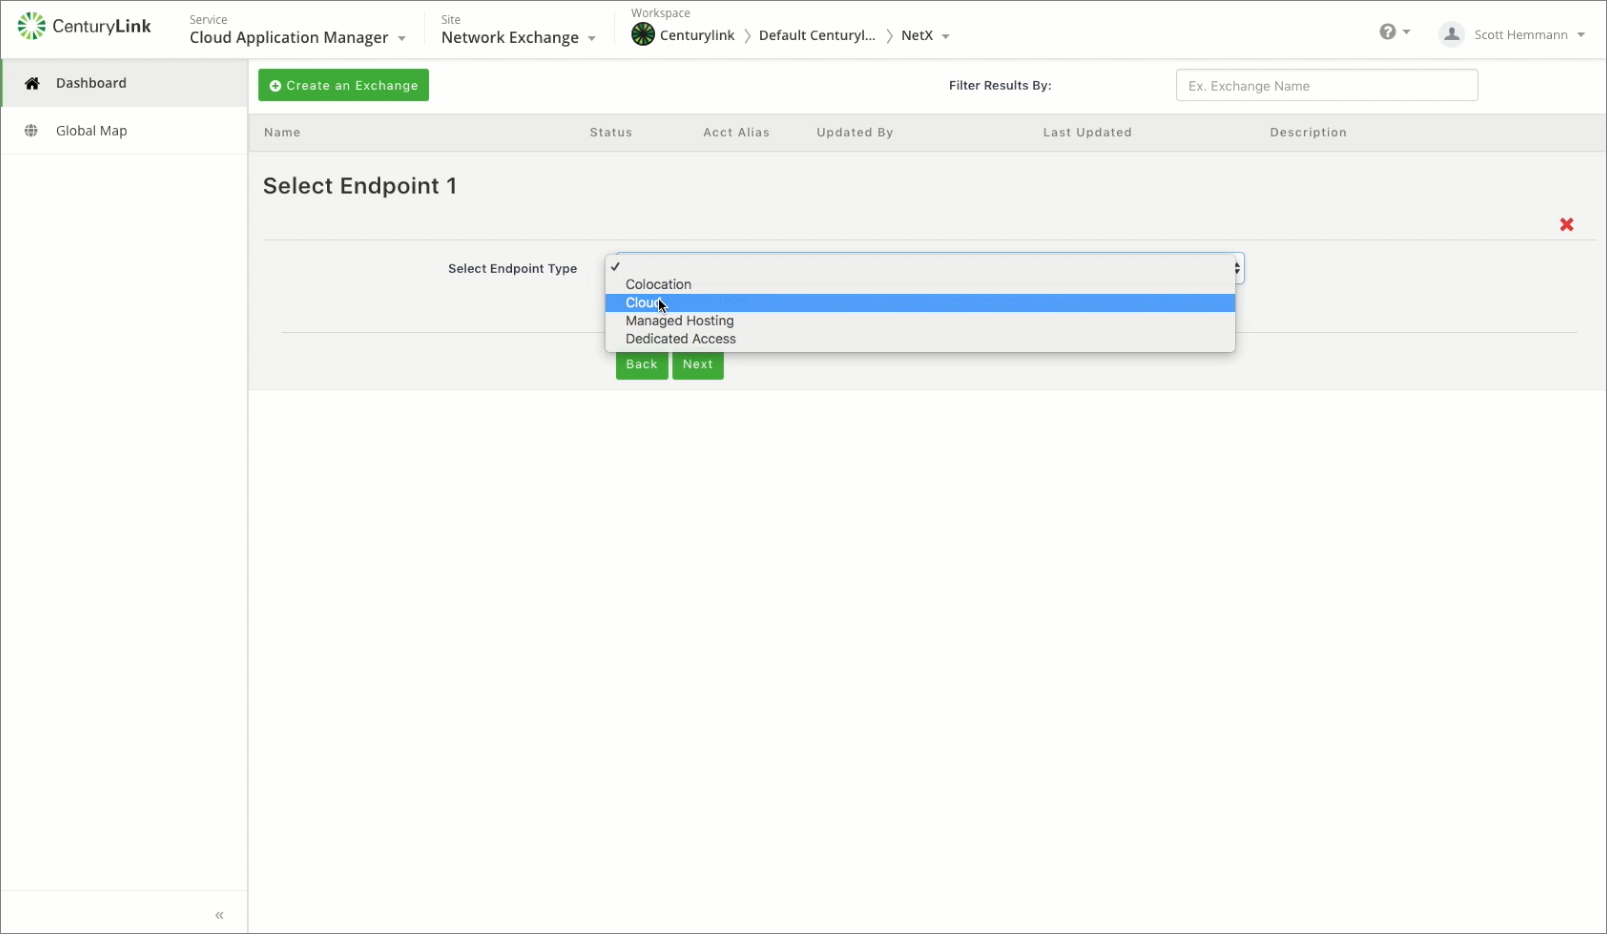 CenturyLink
Service
Cloud Application Manager
Site
Network Exchange
Workspace
Centurylink
Default Centuryl...
NetX
Scott Hemmann
Dashboard
Global Map
Create an Exchange
Filter Results By:
Ex. Exchange Name
Name
Status
Acct Alias
Updated By
Last Updated
Description
Select Endpoint 1
Select Endpoint Type
Colocation
Cloud
Managed Hosting
Dedicated Access
Back
Next